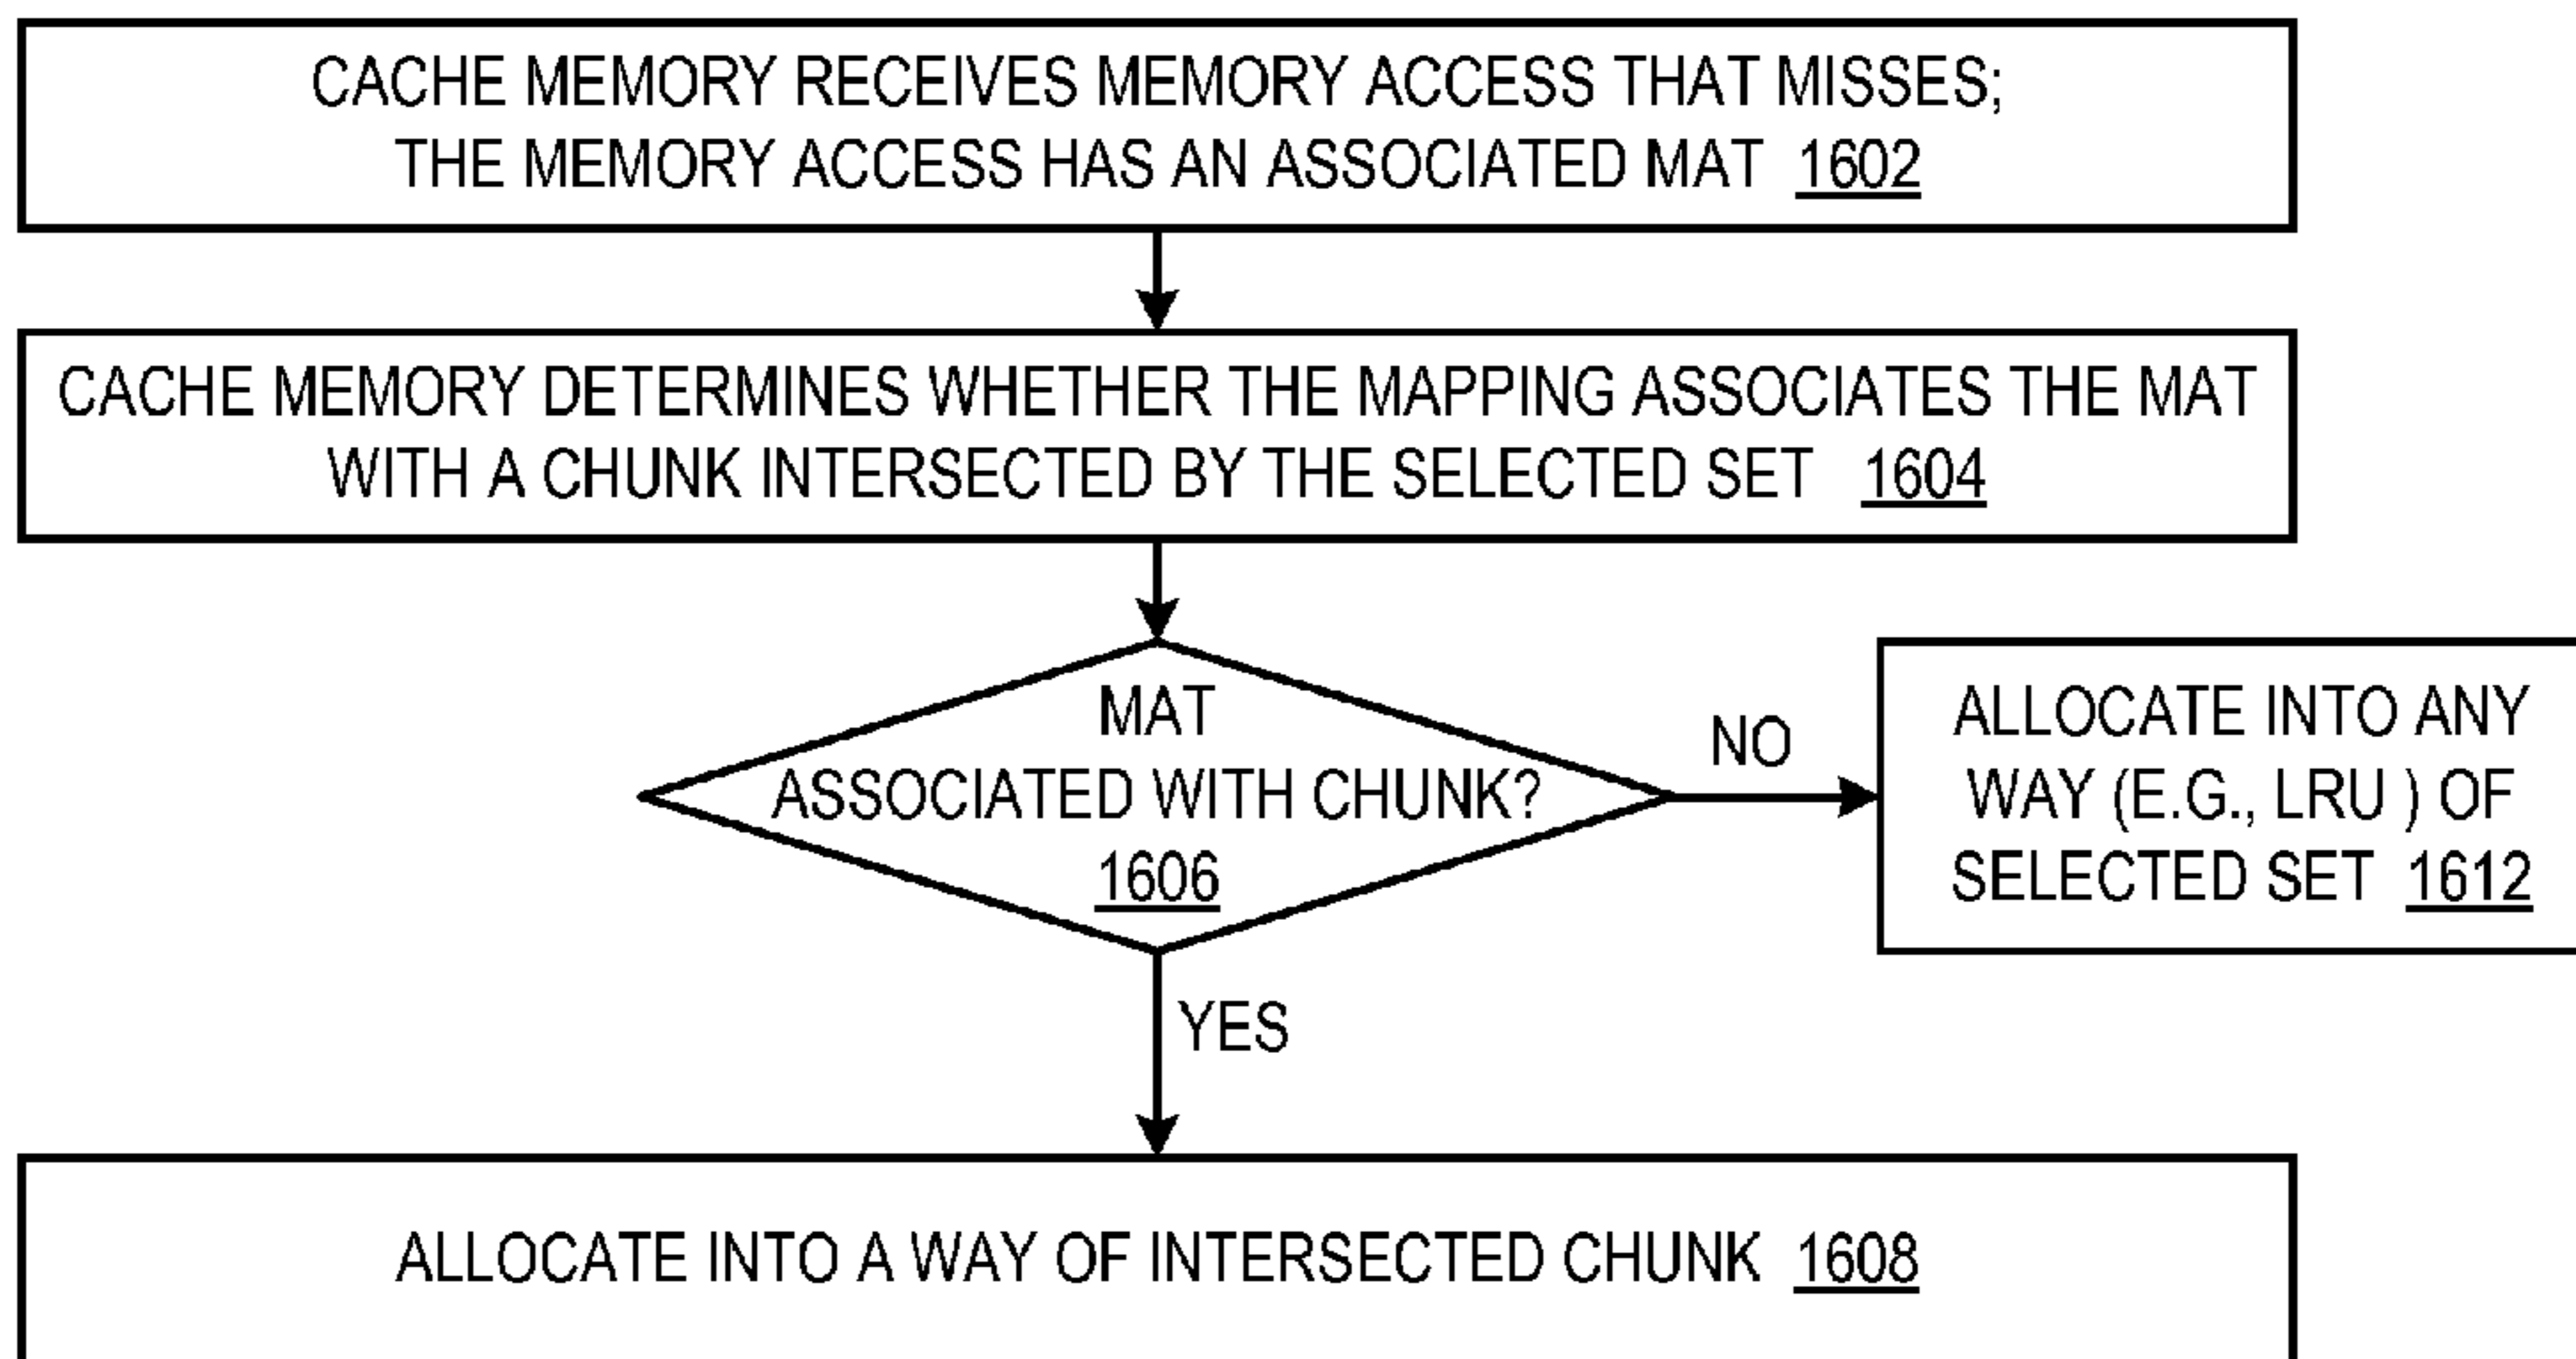 CACHE MEMORY RECEIVES MEMORY ACCESS THAT MISSES;
THE MEMORY ACCESS HAS AN ASSOCIATED MAT 1602
CACHE MEMORY DETERMINES WHETHER THE MAPPING ASSOCIATES THE MAT
WITH A CHUNK INTERSECTED BY THE SELECTED SET 1604
MAT
ASSOCIATED WITH CHUNK?
1606
NO
ALLOCATE INTO ANY
WAY (E.G., LRU ) OF
SELECTED SET 1612
YES
ALLOCATE INTO A WAY OF INTERSECTED CHUNK 1608